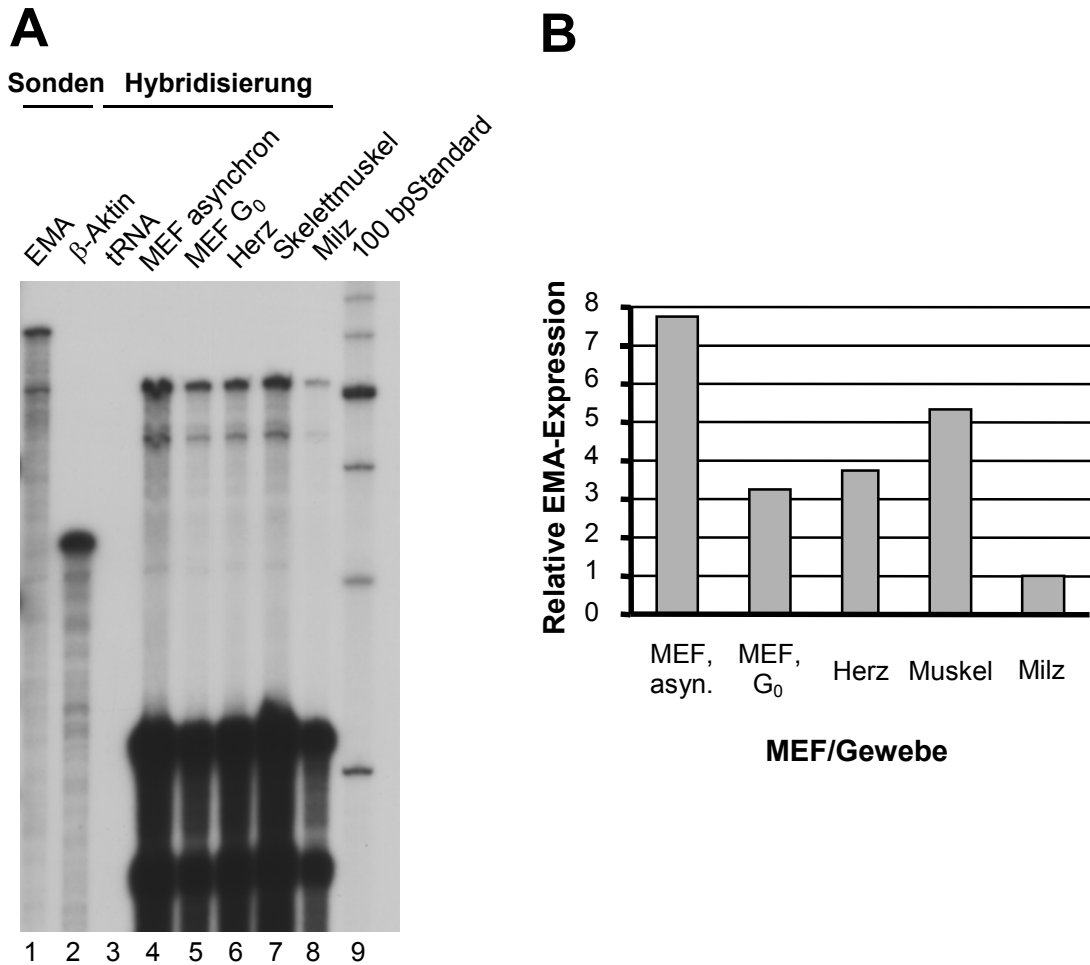 A
Sonden Hybridisierung
EMA
β-Aktin
tRNA
MEF asynchron
MEF G0
Herz
Skelettmuskel
Milz
100 bpStandard
1 2 3 4 5 6 7 8 9
B
Relative EMA-Expression
8
7
6
5
4
3
2
1
0
MEF, asyn.
MEF, G0
Herz
Muskel
Milz
MEF/Gewebe